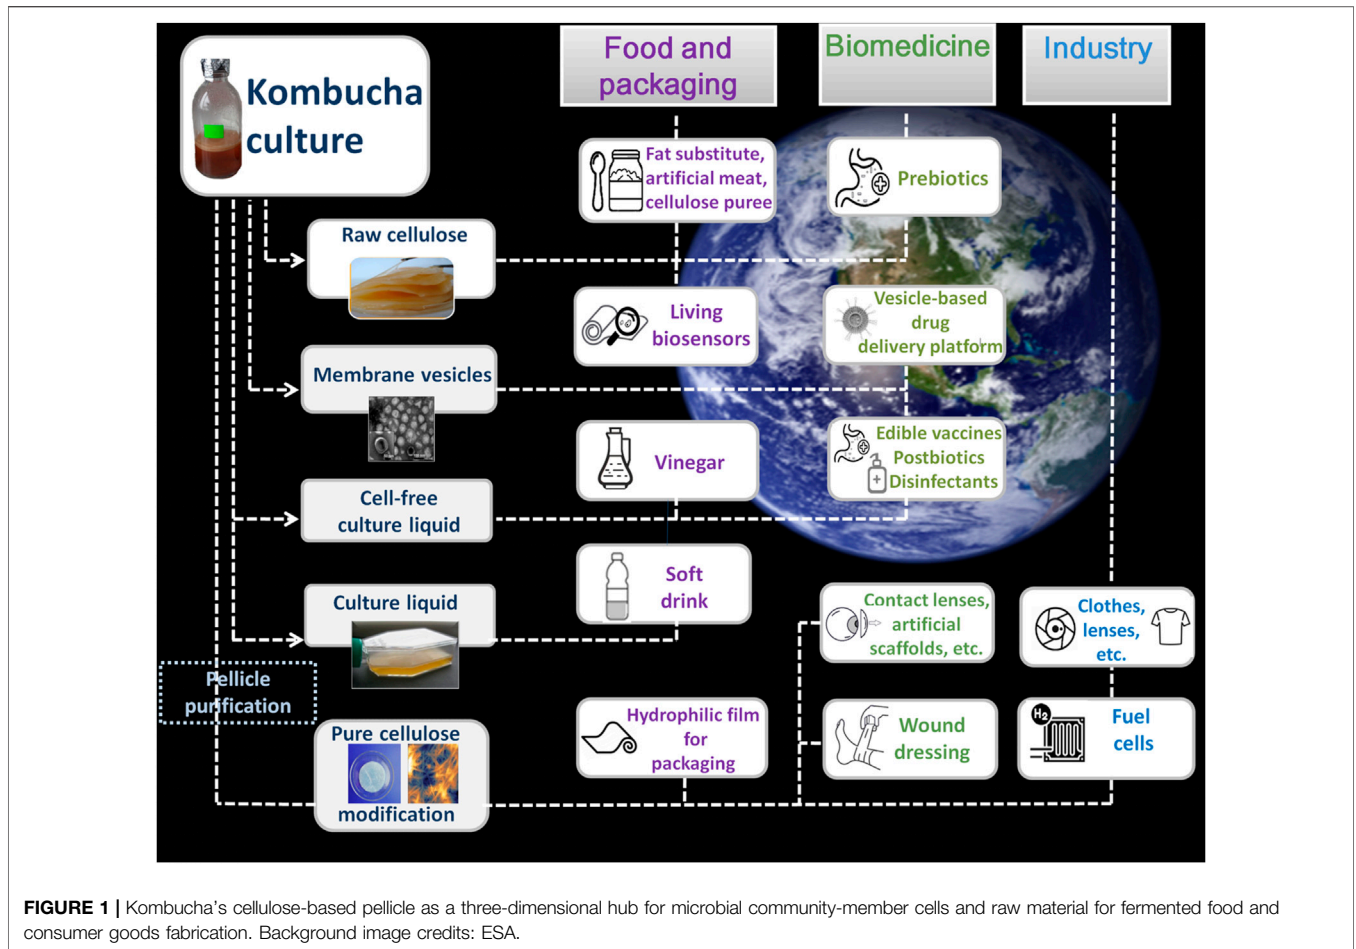 Kombucha
culture
Food and
packaging
Biomedicine
Industry
Fat substitute,
artificial meat,
cellulose puree
Prebiotics
Raw cellulose
Living
biosensors
Vesicle-based
drug
delivery platform
Membrane vesicles
Vinegar
Edible vaccines
Postbiotics
Disinfectants
Cell-free
culture liquid
Soft
drink
Culture liquid
Contact lenses,
artificial
scaffolds, etc.
Clothes,
lenses,
etc.
Pellicle
purification
Pure cellulose
modification
Hydrophilic film
for
packaging
Wound
dressing
H2
Fuel
cells
FIGURE 1 | Kombucha's cellulose-based pellicle as a three-dimensional hub for microbial community-member cells and raw material for fermented food and
consumer goods fabrication. Background image credits: ESA.